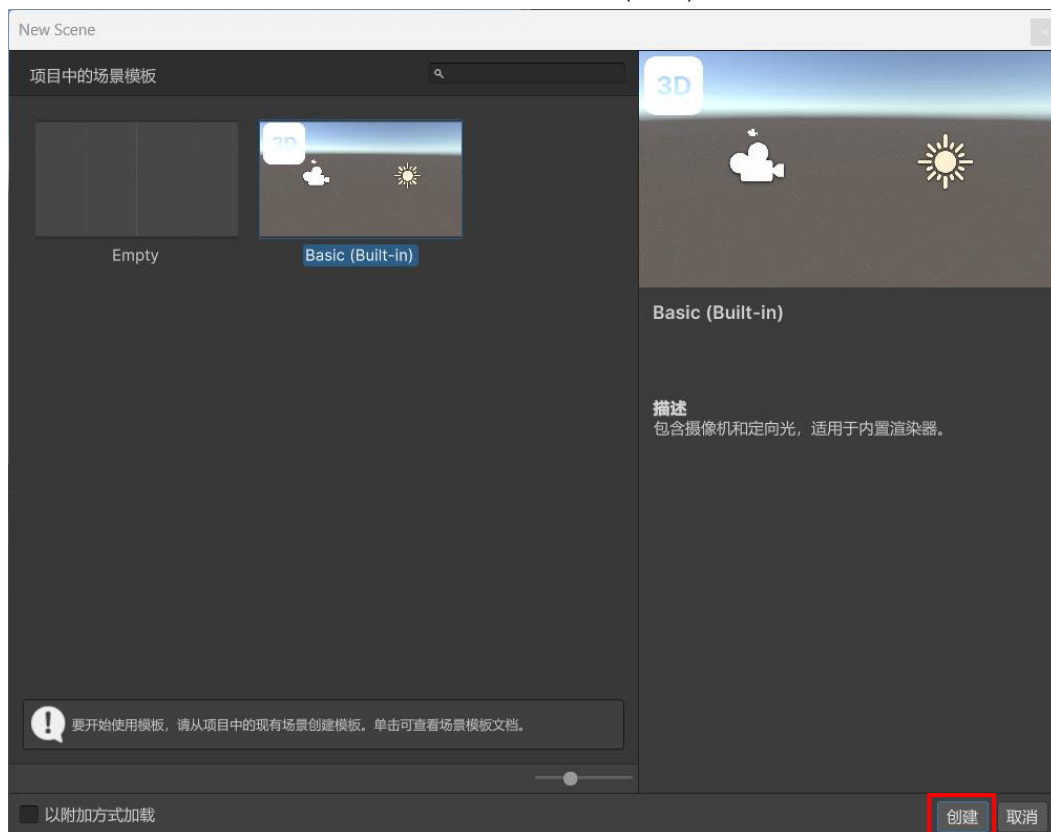 New Scene
项目中的场景模板
3D
3D
Empty
Basic (Built-in)
Basic (Built-in)
描述
包含摄像机和定向光，适用于内置渲染器。
要开始使用模板，请从项目中的现有场景创建模板。单击可查看场景模板文档。
以附加方式加载
创建
取消